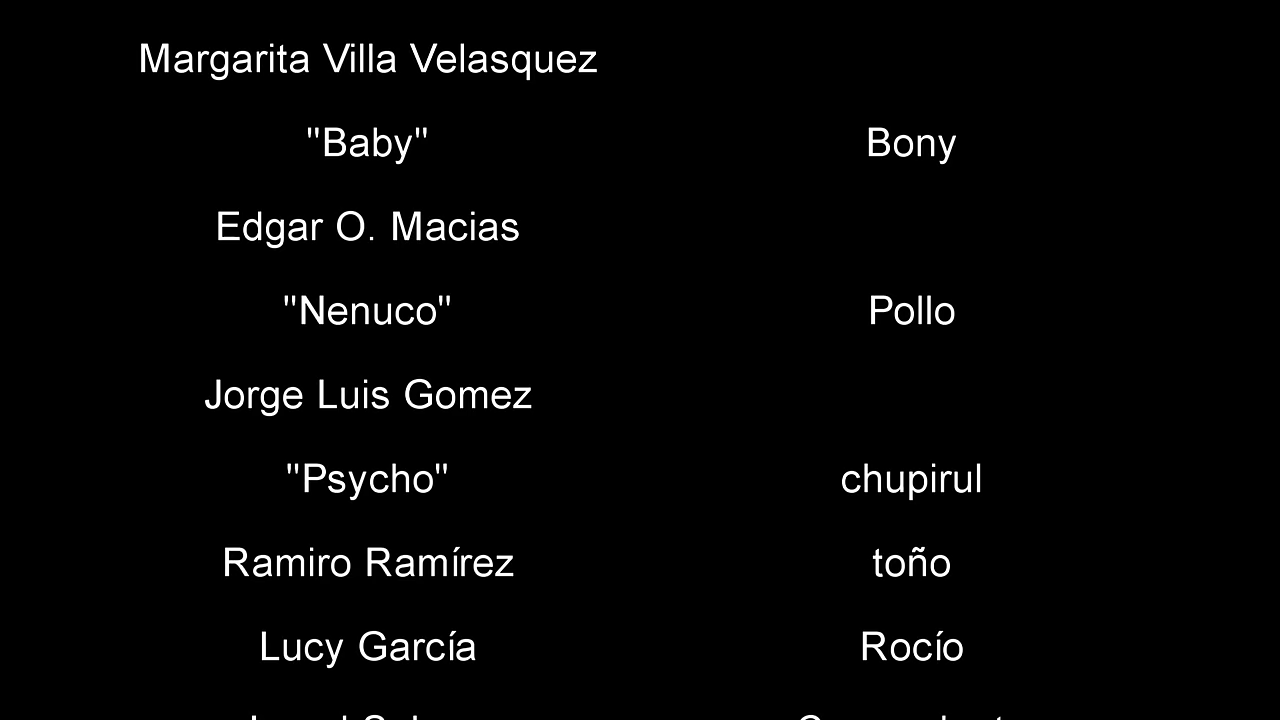 Margarita Villa Velasquez
"Baby" Bony
Edgar O. Macias
"Nenuco" Pollo
Jorge Luis Gomez
"Psycho" chupirul
Ramiro Ramírez toño
Lucy García Rocío